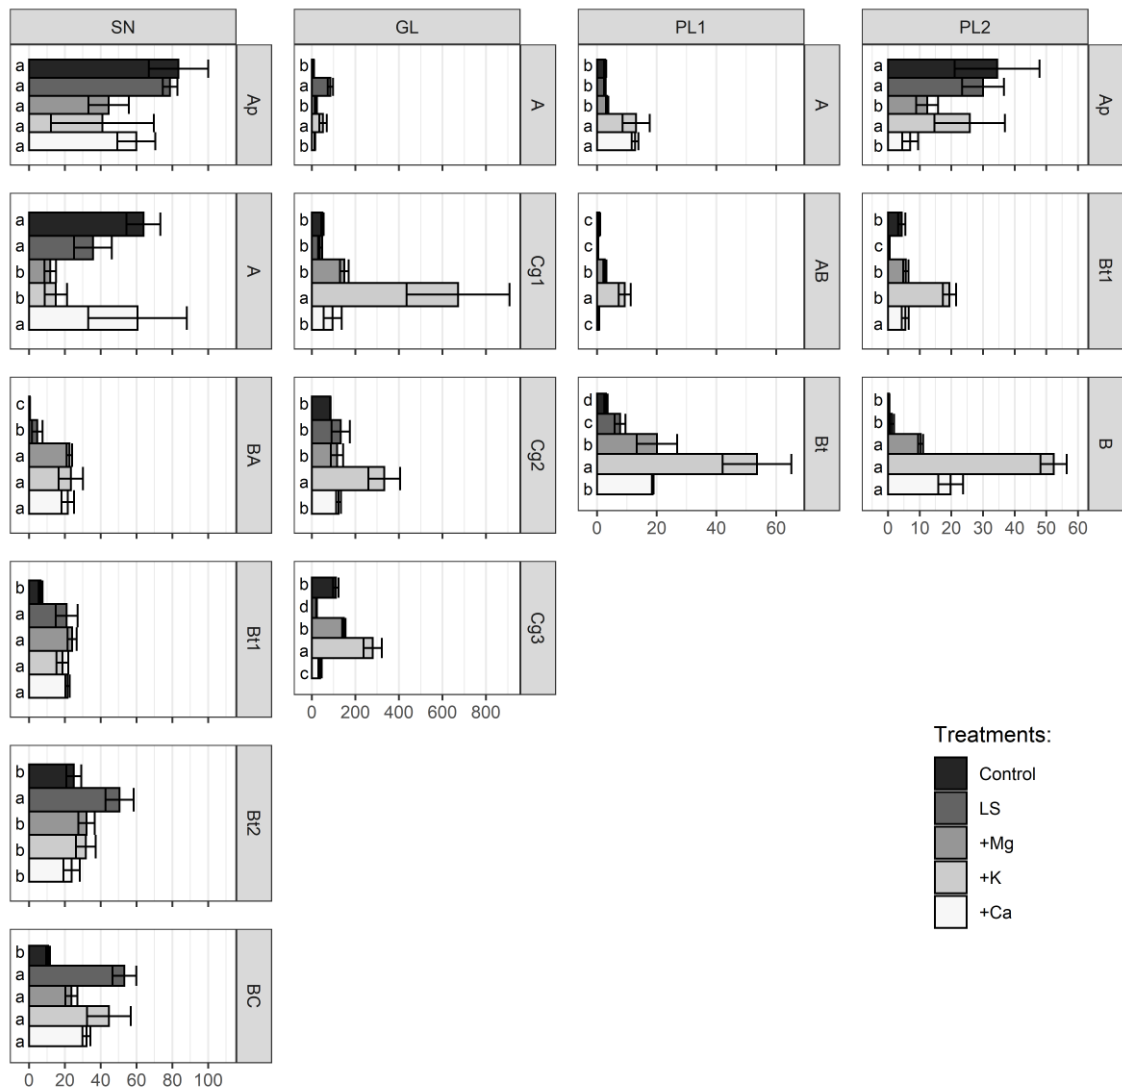 SN GL PL1 PL2
a a a a a Ap
b a b b b A
b b b a a A
a a b a b Ap
a a b b a A
b b b a b Cg1
c c b a c AB
b c b b a Bt1
c b a a a BA
b b b a b Cg2
d c b a b Bt
b b a a a B
0 20 40 60
0 10 20 30 40 50 60
b a a a a Bt1
b d b a c Cg3
0 200 400 600 800
b a b b b Bt2
Treatments:
Control
LS
+Mg
+K
+Ca
b a a a a BC
0 20 40 60 80 100